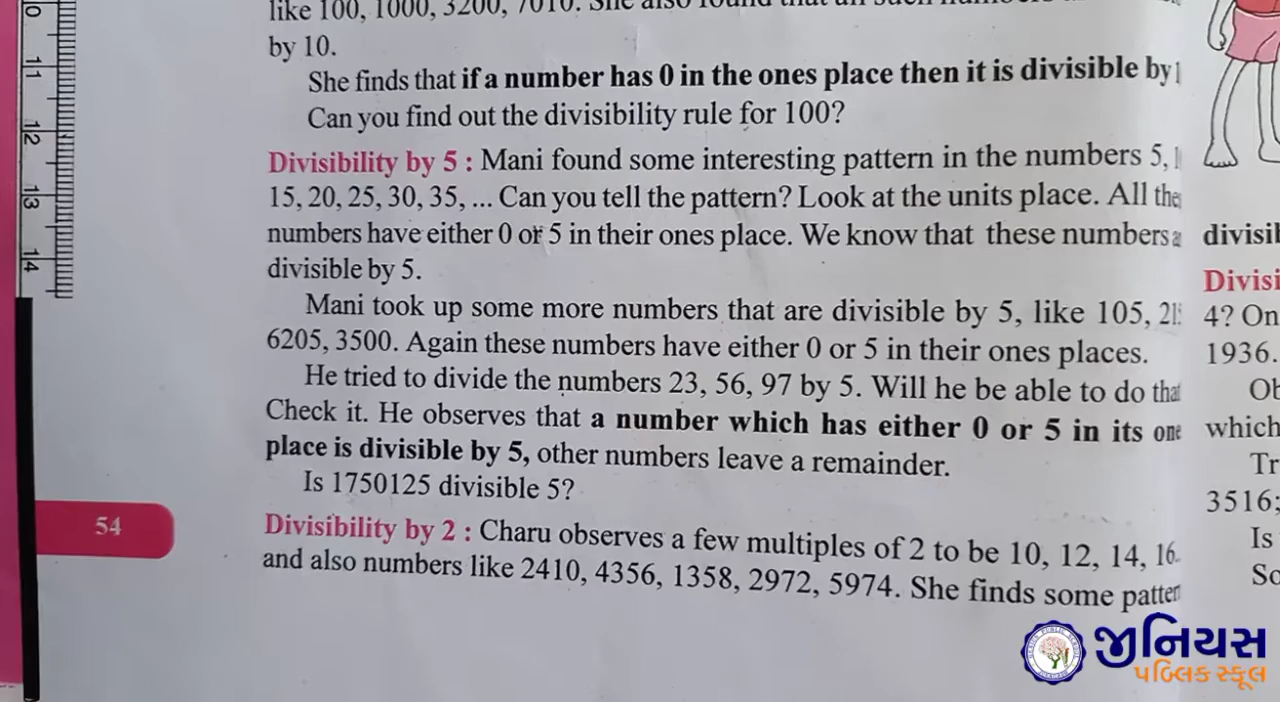 10
11
12
13
14
like 100, 1000, 3200, 7010. She also found that all such numbers
by 10.
She finds that if a number has 0 in the ones place then it is divisible by
Can you find out the divisibility rule for 100?
Divisibility by 5 : Mani found some interesting pattern in the numbers 5,
15, 20, 25, 30, 35, ... Can you tell the pattern? Look at the units place. All the
numbers have either 0 or 5 in their ones place. We know that these numbers
divisible by 5.
Mani took up some more numbers that are divisible by 5, like 105,
6205, 3500. Again these numbers have either 0 or 5 in their ones places.
He tried to divide the numbers 23, 56, 97 by 5. Will he be able to do
Check it. He observes that a number which has either 0 or 5 in its
place is divisible by 5, other numbers leave a remainder.
Is 1750125 divisible 5?
54
Divisibility by 2 : Charu observes a few multiples of 2 to be 10, 12, 14, 16
and also numbers like 2410, 4356, 1358, 2972, 5974. She finds some
4? On
1936.
which
3516;
Is
જીનિયસ
પબ્લિક સ્કૂલ